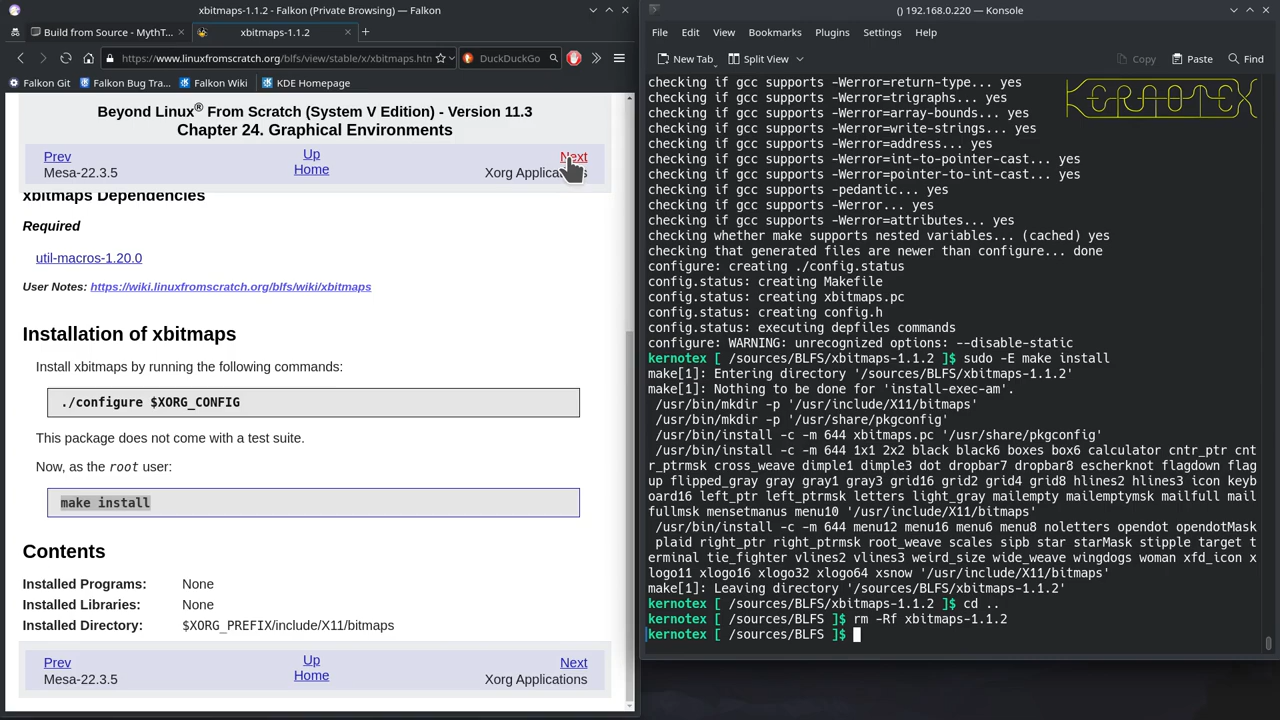 xbitmaps-1.1.2 - Falkon (Private Browsing) — Falkon
Build from Source - MythT...
xbitmaps-1.1.2
https://www.linuxfromscratch.org/blfs/view/stable/x/xbitmaps.htm
DuckDuckGo
Falkon Git
Falkon Bug Tra...
Falkon Wiki
KDE Homepage
Beyond Linux® From Scratch (System V Edition) - Version 11.3
Chapter 24. Graphical Environments
Prev
Up
Next
Mesa-22.3.5
Home
Xorg Applications
xbitmaps Dependencies
Required
util-macros-1.20.0
User Notes: https://wiki.linuxfromscratch.org/blfs/wiki/xbitmaps
Installation of xbitmaps
Install xbitmaps by running the following commands:
./configure $XORG_CONFIG
This package does not come with a test suite.
Now, as the root user:
make install
Contents
Installed Programs: None
Installed Libraries: None
Installed Directory: $XORG_PREFIX/include/X11/bitmaps
Prev
Up
Next
Mesa-22.3.5
Home
Xorg Applications
() 192.168.0.220 — Konsole
File Edit View Bookmarks Plugins Settings Help
New Tab Split View Copy Paste Find
KERNOTEX
checking if gcc supports -Werror=return-type... yes
checking if gcc supports -Werror=trigraphs... yes
checking if gcc supports -Werror=array-bounds... yes
checking if gcc supports -Werror=write-strings... yes
checking if gcc supports -Werror=address... yes
checking if gcc supports -Werror=int-to-pointer-cast... yes
checking if gcc supports -Werror=pointer-to-int-cast... yes
checking if gcc supports -pedantic... yes
checking if gcc supports -Werror... yes
checking if gcc supports -Werror=attributes... yes
checking whether make supports nested variables... (cached) yes
checking that generated files are newer than configure... done
configure: creating ./config.status
config.status: creating Makefile
config.status: creating xbitmaps.pc
config.status: creating config.h
config.status: executing depfiles commands
configure: WARNING: unrecognized options: --disable-static
kernotex [ /sources/BLFS/xbitmaps-1.1.2 ]$ sudo -E make install
make[1]: Entering directory '/sources/BLFS/xbitmaps-1.1.2'
make[1]: Nothing to be done for 'install-exec-am'.
/usr/bin/mkdir -p '/usr/include/X11/bitmaps'
/usr/bin/mkdir -p '/usr/share/pkgconfig'
/usr/bin/install -c -m 644 xbitmaps.pc '/usr/share/pkgconfig'
/usr/bin/install -c -m 644 1x1 2x2 black black6 boxes box6 calculator cntr_ptr cnt
r_ptrmsk cross_weave dimple1 dimple3 dot dropbar7 dropbar8 escherknot flagdown flag
up flipped_gray gray gray1 gray3 grid16 grid2 grid4 grid8 hlines2 hlines3 icon keyb
oard16 left_ptr left_ptrmsk letters light_gray mailempty mailemptymsk mailfull mail
fullmsk mensetmanus menu10 '/usr/include/X11/bitmaps'
/usr/bin/install -c -m 644 menu12 menu16 menu6 menu8 noletters opendot opendotMask
plaid right_ptr right_ptrmsk root_weave scales sipb star starMask stipple target t
erminal tie_fighter vlines2 vlines3 weird_size wide_weave wingdogs woman xfd_icon x
logo11 xlogo16 xlogo32 xlogo64 xsnow '/usr/include/X11/bitmaps'
make[1]: Leaving directory '/sources/BLFS/xbitmaps-1.1.2'
kernotex [ /sources/BLFS/xbitmaps-1.1.2 ]$ cd ..
kernotex [ /sources/BLFS ]$ rm -Rf xbitmaps-1.1.2
kernotex [ /sources/BLFS ]$